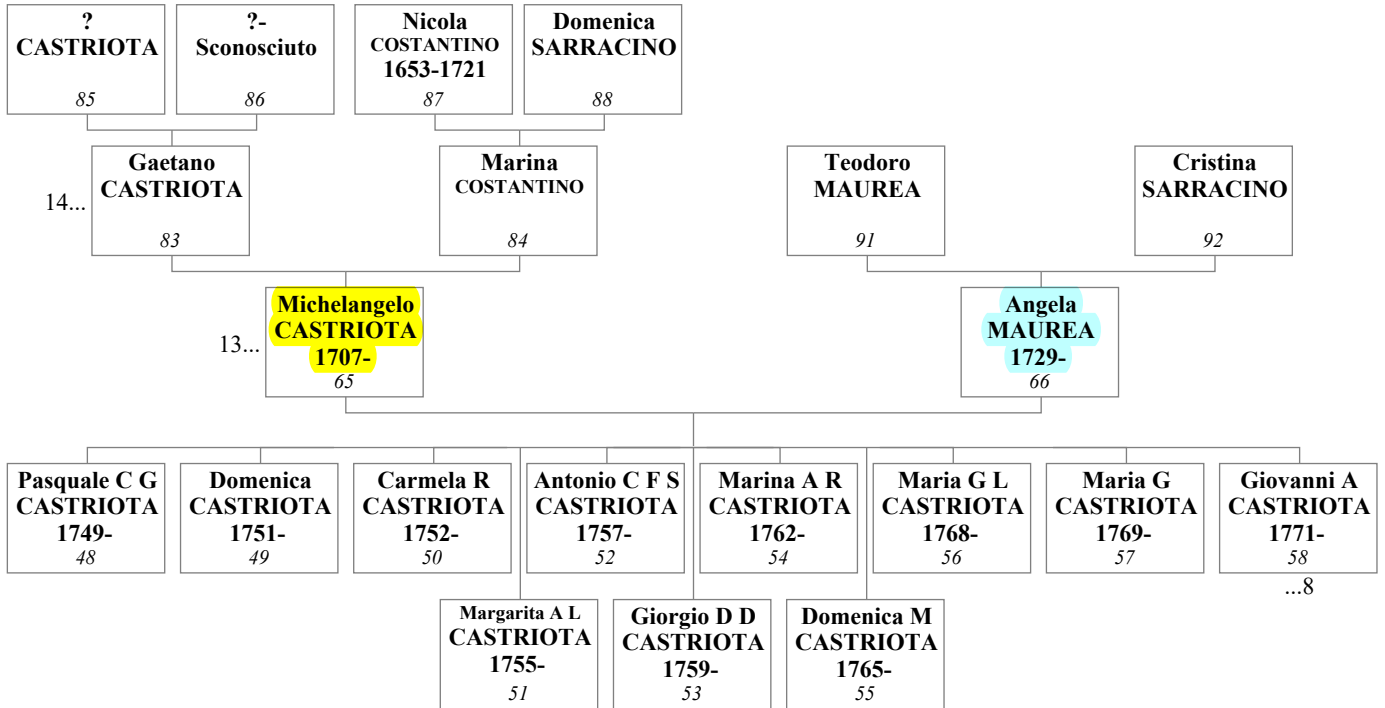 ?
CASTRIOTA
85
?-
Sconosciuto
86
Nicola
COSTANTINO
1653-1721
87
Domenica
SARRACINO
88
14...
Gaetano
CASTRIOTA
83
Marina
COSTANTINO
84
Teodoro
MAUREA
91
Cristina
SARRACINO
92
13...
Michelangelo
CASTRIOTA
1707-
65
Angela
MAUREA
1729-
66
Pasquale C G
CASTRIOTA
1749-
48
Domenica
CASTRIOTA
1751-
49
Carmela R
CASTRIOTA
1752-
50
Antonio C F S
CASTRIOTA
1757-
52
Marina A R
CASTRIOTA
1762-
54
Maria G L
CASTRIOTA
1768-
56
Maria G
CASTRIOTA
1769-
57
Giovanni A
CASTRIOTA
1771-
58
...8
Margarita A L
CASTRIOTA
1755-
51
Giorgio D D
CASTRIOTA
1759-
53
Domenica M
CASTRIOTA
1765-
55